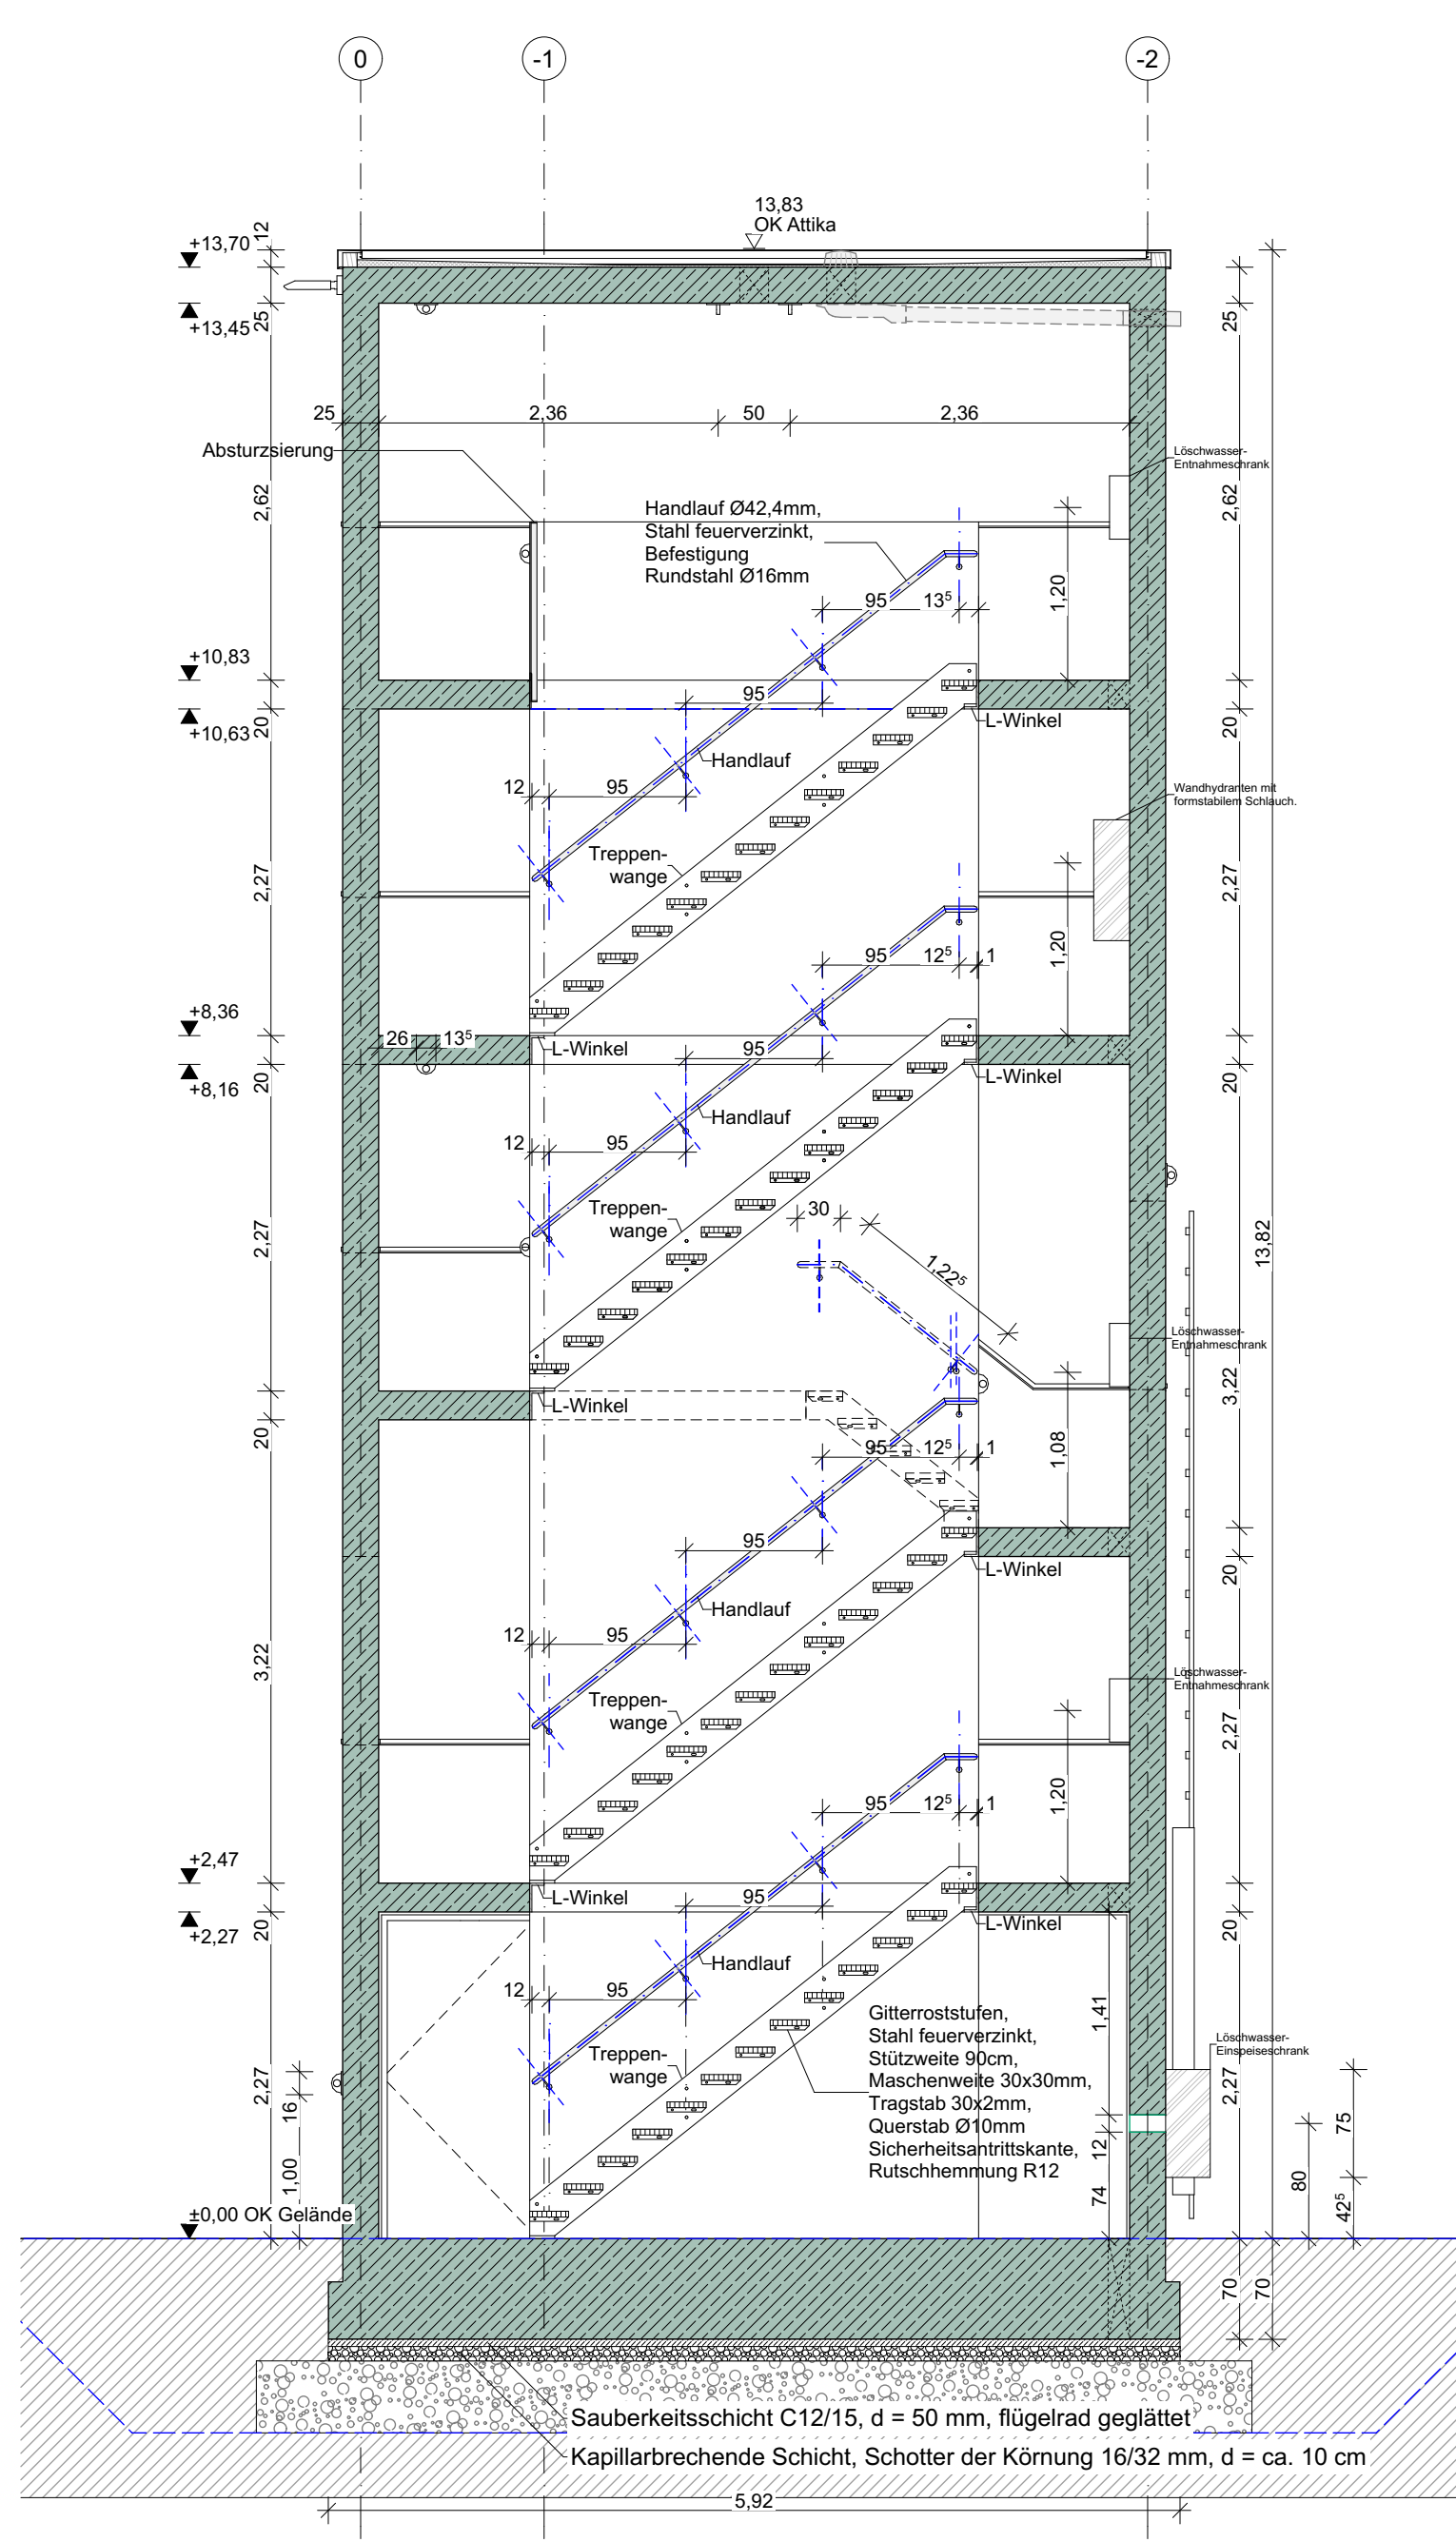 0
-1
-2
13,83
OK Attika
+13,70
12
+13,45
25
25
25
2,36
50
2,36
Absturzsierung
Löschwasser-
Entnahmeschrank
2,62
2,62
Handlauf Ø42,4mm,
Stahl feuerverzinkt,
Befestigung
Rundstahl Ø16mm
95
13⁵
1,20
+10,83
95
+10,63
20
L-Winkel
20
Handlauf
12
95
Wandhydranten mit
formstabilem Schlauch.
Treppen-
wange
2,27
2,27
95
12⁵
1
1,20
+8,36
26
13⁵
L-Winkel
95
L-Winkel
+8,16
20
20
Handlauf
12
95
Treppen-
wange
30
2,27
13,82
1,22⁵
Löschwasser-
Entnahmeschrank
L-Winkel
3,22
20
95
12⁵
1
1,08
95
L-Winkel
20
Handlauf
12
95
3,22
Treppen-
wange
Löschwasser-
Entnahmeschrank
2,27
95
12⁵
1
1,20
+2,47
L-Winkel
95
L-Winkel
+2,27
20
20
Handlauf
12
95
Gitterroststufen,
Stahl feuerverzinkt,
Stützweite 90cm,
Maschenweite 30x30mm,
Tragstab 30x2mm,
Querstab Ø10mm
Sicherheitsantrittskante,
Rutschhemmung R12
1,41
Löschwasser-
Einspeiseschrank
Treppen-
wange
2,27
2,27
16
1,00
12
74
75
80
42⁵
±0,00 OK Gelände
70
70
Sauberkeitsschicht C12/15, d = 50 mm, flügelrad geglättet
Kapillarbrechende Schicht, Schotter der Körnung 16/32 mm, d = ca. 10 cm
5,92